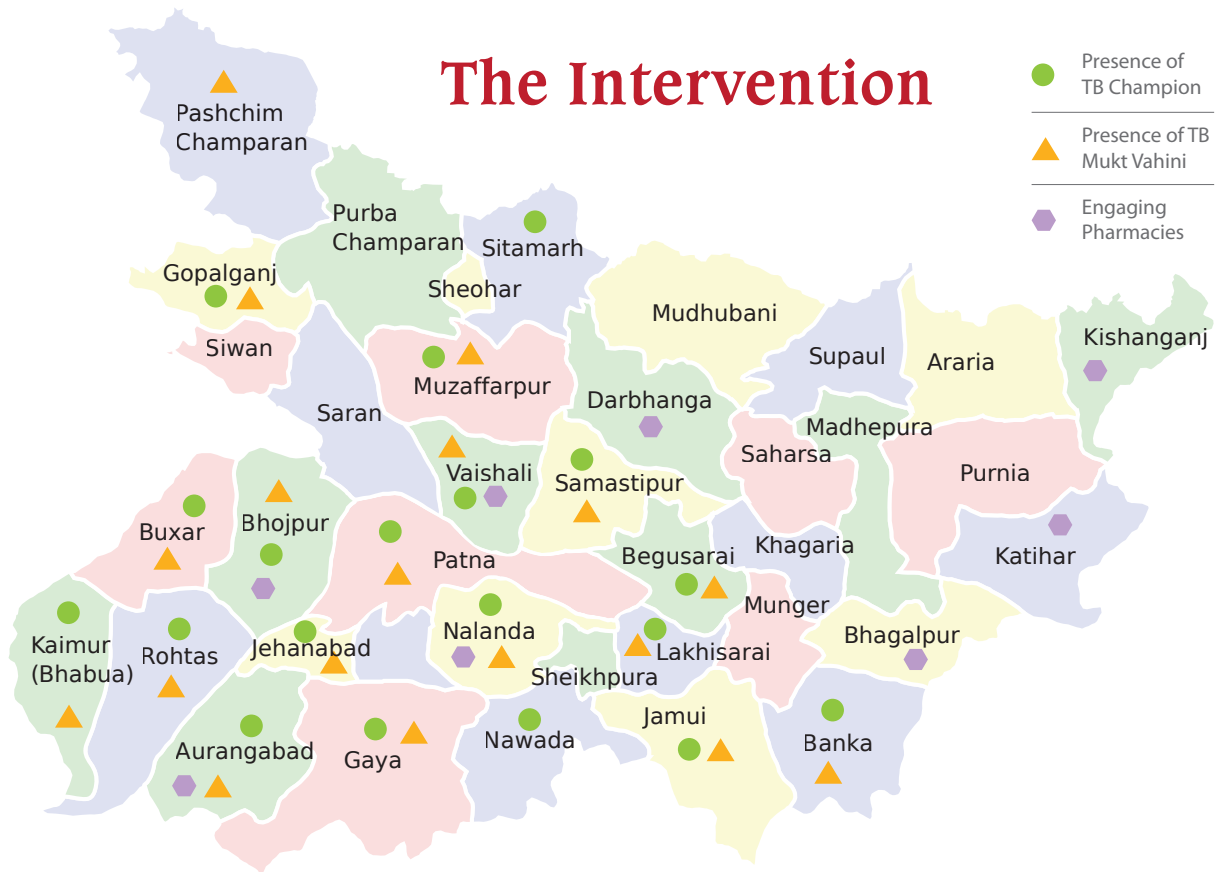 The Intervention
Presence of
TB Champion
Presence of TB
Mukt Vahini
Engaging
Pharmacies
Pashchim
Champaran
Purba
Champaran
Sitamarh
Gopalganj
Sheohar
Siwan
Mudhubani
Supaul
Araria
Kishanganj
Muzaffarpur
Saran
Darbhanga
Madhepura
Saharsa
Vaishali
Samastipur
Purnia
Buxar
Bhojpur
Patna
Begusarai
Khagaria
Katihar
Munger
Kaimur
(Bhabua)
Rohtas
Jehanabad
Nalanda
Lakhisarai
Bhagalpur
Sheikhpura
Aurangabad
Gaya
Nawada
Jamui
Banka